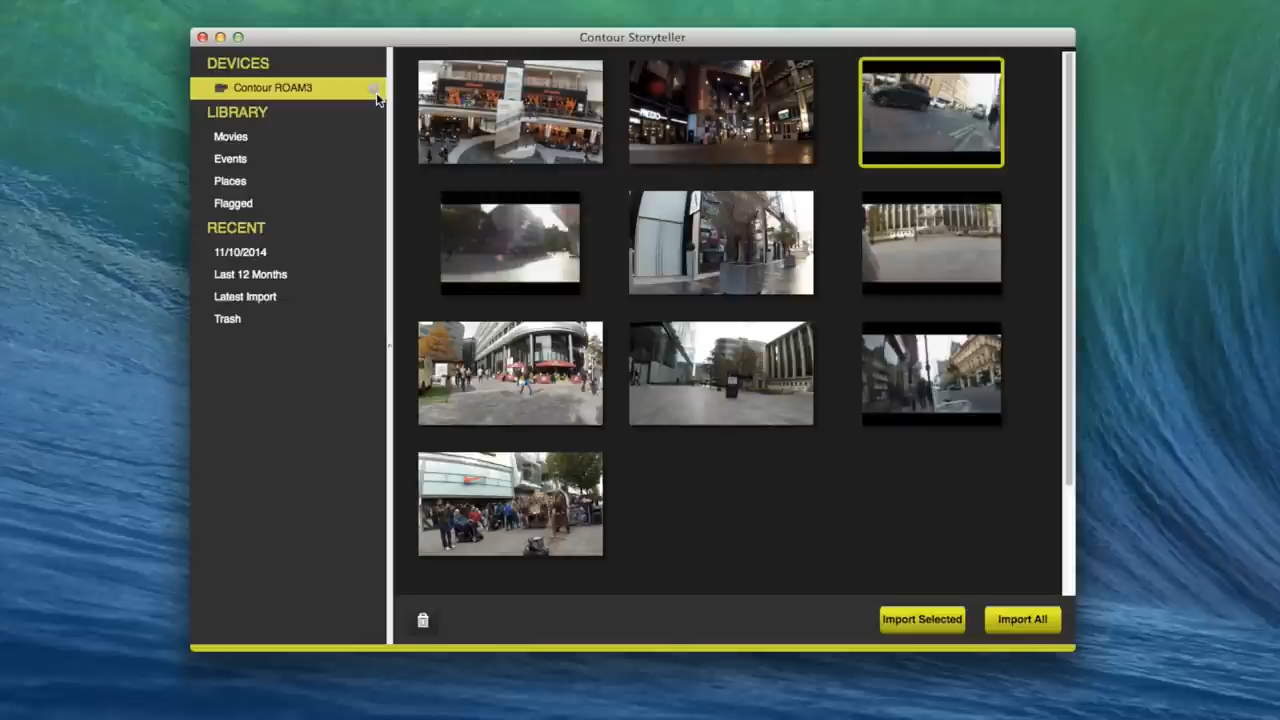 Contour Storyteller
DEVICES
Contour ROAM3
LIBRARY
Movies
Events
Places
Flagged
RECENT
11/10/2014
Last 12 Months
Latest Import
Trash
Import Selected
Import All